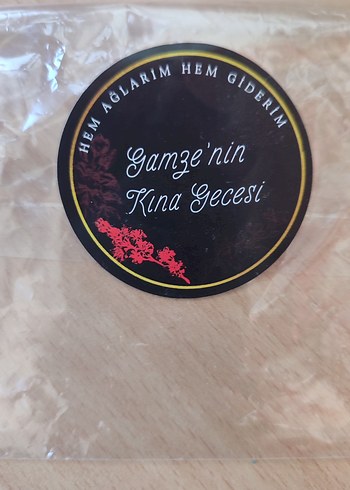 HEM AĞLARIM HEM GİDERİM
Gamze'nin
Kına Gecesi